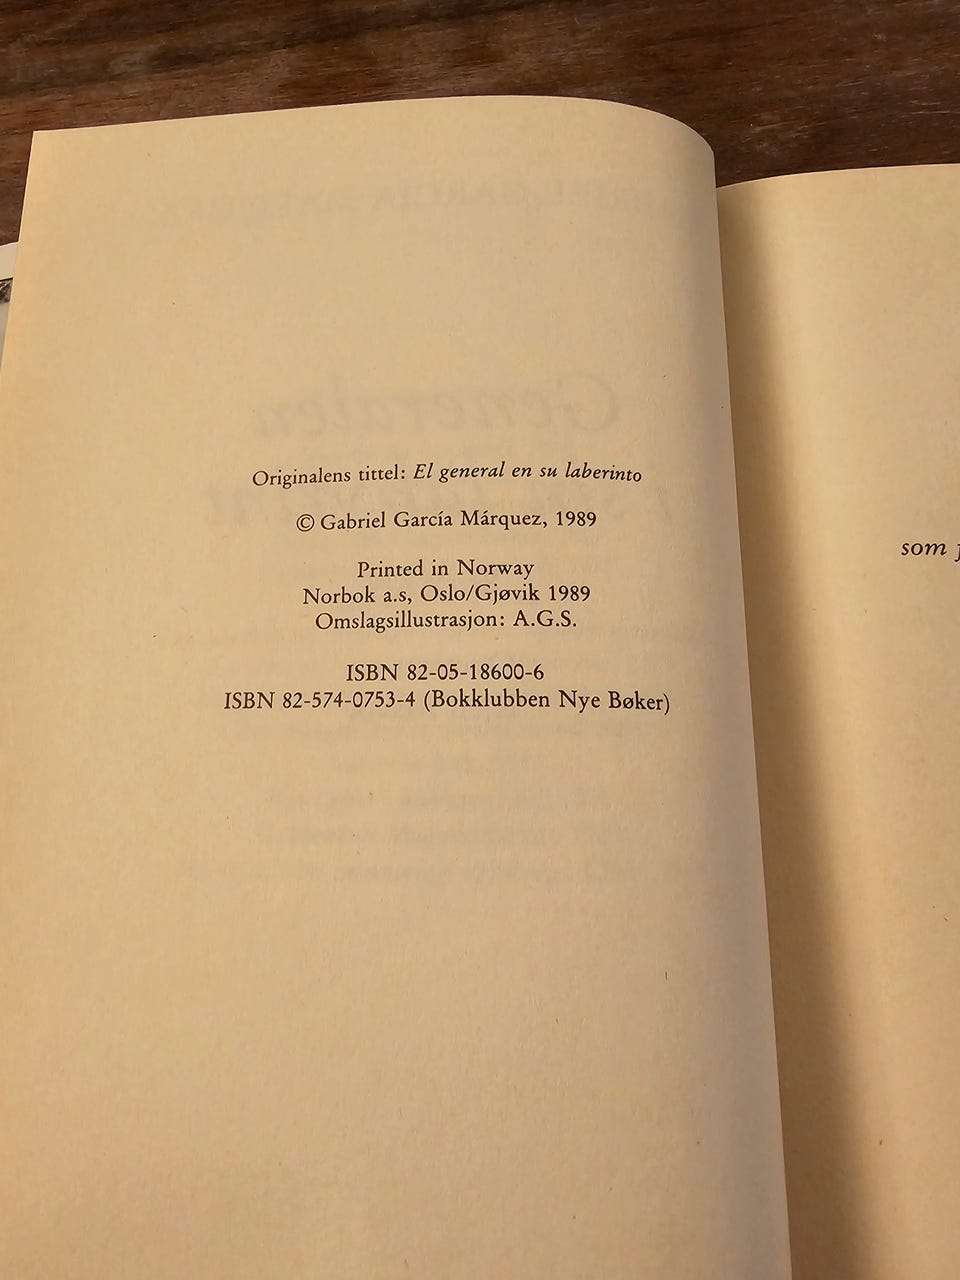 Originalens tittel: El general en su laberinto
© Gabriel García Márquez, 1989
Printed in Norway
Norbok a.s, Oslo/Gjøvik 1989
Omslagsillustrasjon: A.G.S.
ISBN 82-05-18600-6
ISBN 82-574-0753-4 (Bokklubben Nye Bøker)
som